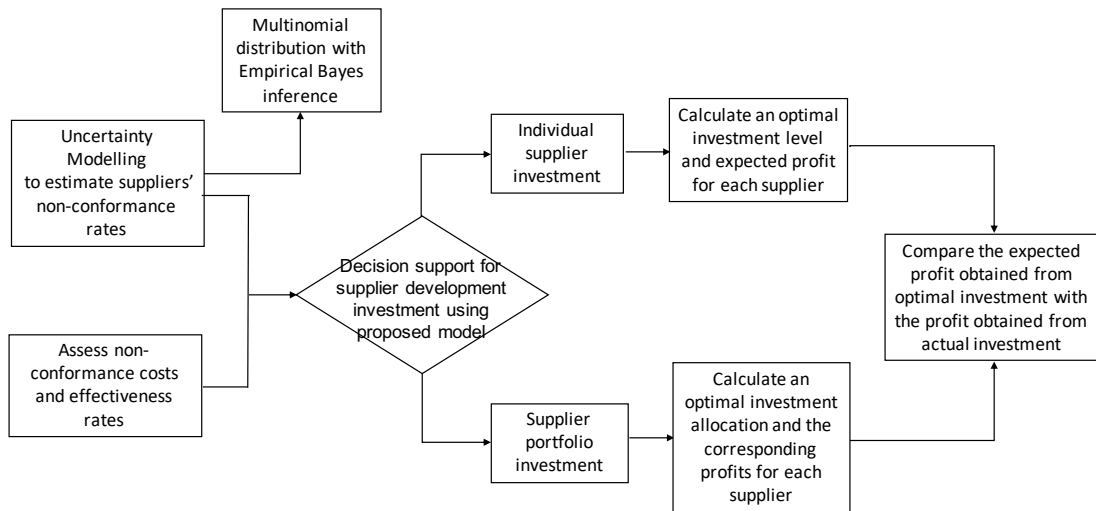 Multinomial
distribution with
Empirical Bayes
inference
Uncertainty
Modelling
to estimate suppliers’
non-conformance
rates
Assess non-
conformance costs
and effectiveness
rates
Decision support for
supplier development
investment using
proposed model
Individual
supplier
investment
Calculate an optimal
investment level
and expected profit
for each supplier
Supplier
portfolio
investment
Calculate an
optimal investment
allocation and the
corresponding
profits for each
supplier
Compare the expected
profit obtained from
optimal investment with
the profit obtained from
actual investment